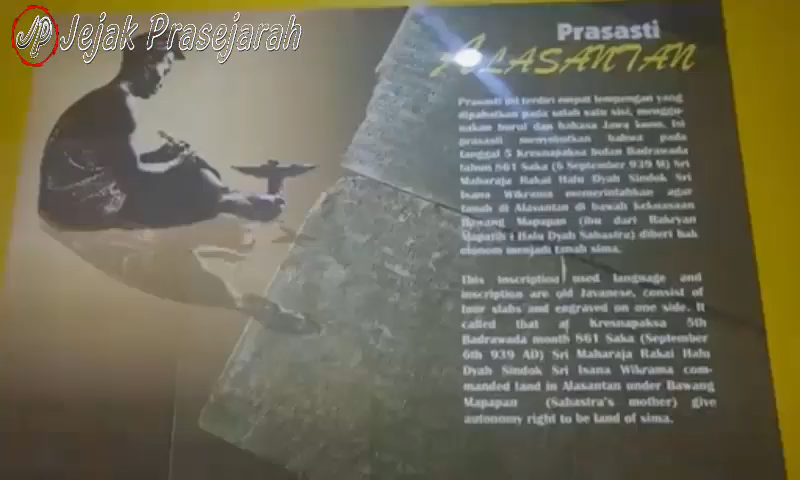 JP Jejak Prasejarah
Prasasti
ALASANTAN
Prasasti ini terdiri empat lempengan yang
dipahatkan pada salah satu sisi, menggu-
nakan huruf dan bahasa Jawa kuno. Isi
prasasti menyebutkan bahwa pada
tanggal 5 Kresnapaksa bulan Badrawada
tahun 861 Saka (6 September 939 M) Sri
Maharaja Rakai Halu Dyah Sindok Sri
Isana Wikrama memerintahkan agar
tanah di Alasantan di bawah kekuasaan
Bawang Mapapan (ibu dari Rakryan
Mapatih i Halu Dyah Sahastra) diberi hak
otonom menjadi tanah sima.
This inscription used language and
inscription are old Javanese, consist of
four slabs and engraved on one side. It
called that at Kresnapaksa 5th
Badrawada month 861 Saka (September
6th 939 AD) Sri Maharaja Rakai Halu
Dyah Sindok Sri Isana Wikrama com-
manded land in Alasantan under Bawang
Mapapan (Sahastra's mother) give
autonomy right to be land of sima.